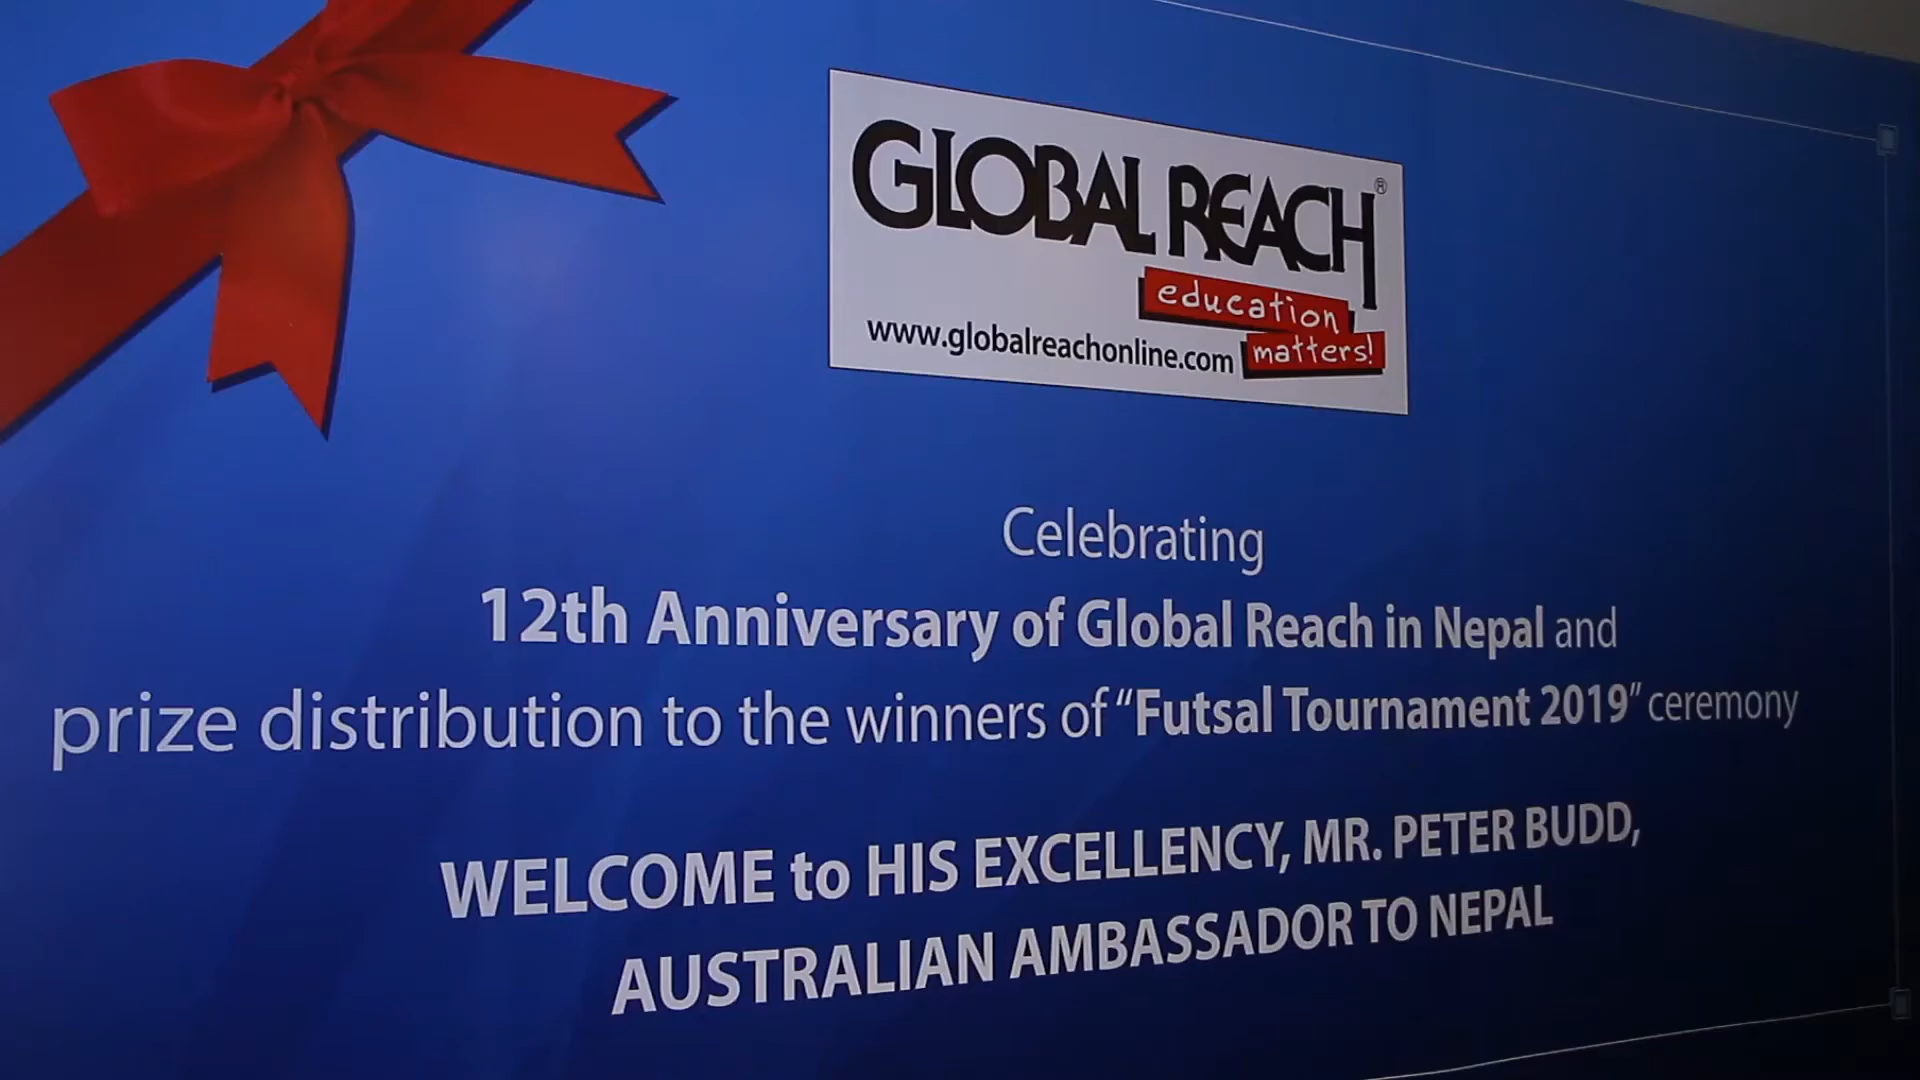 GLOBAL REACH®
education
matters!
www.globalreachonline.com
Celebrating
12th Anniversary of Global Reach in Nepal and
prize distribution to the winners of "Futsal Tournament 2019" ceremony
WELCOME to HIS EXCELLENCY, MR. PETER BUDD,
AUSTRALIAN AMBASSADOR TO NEPAL